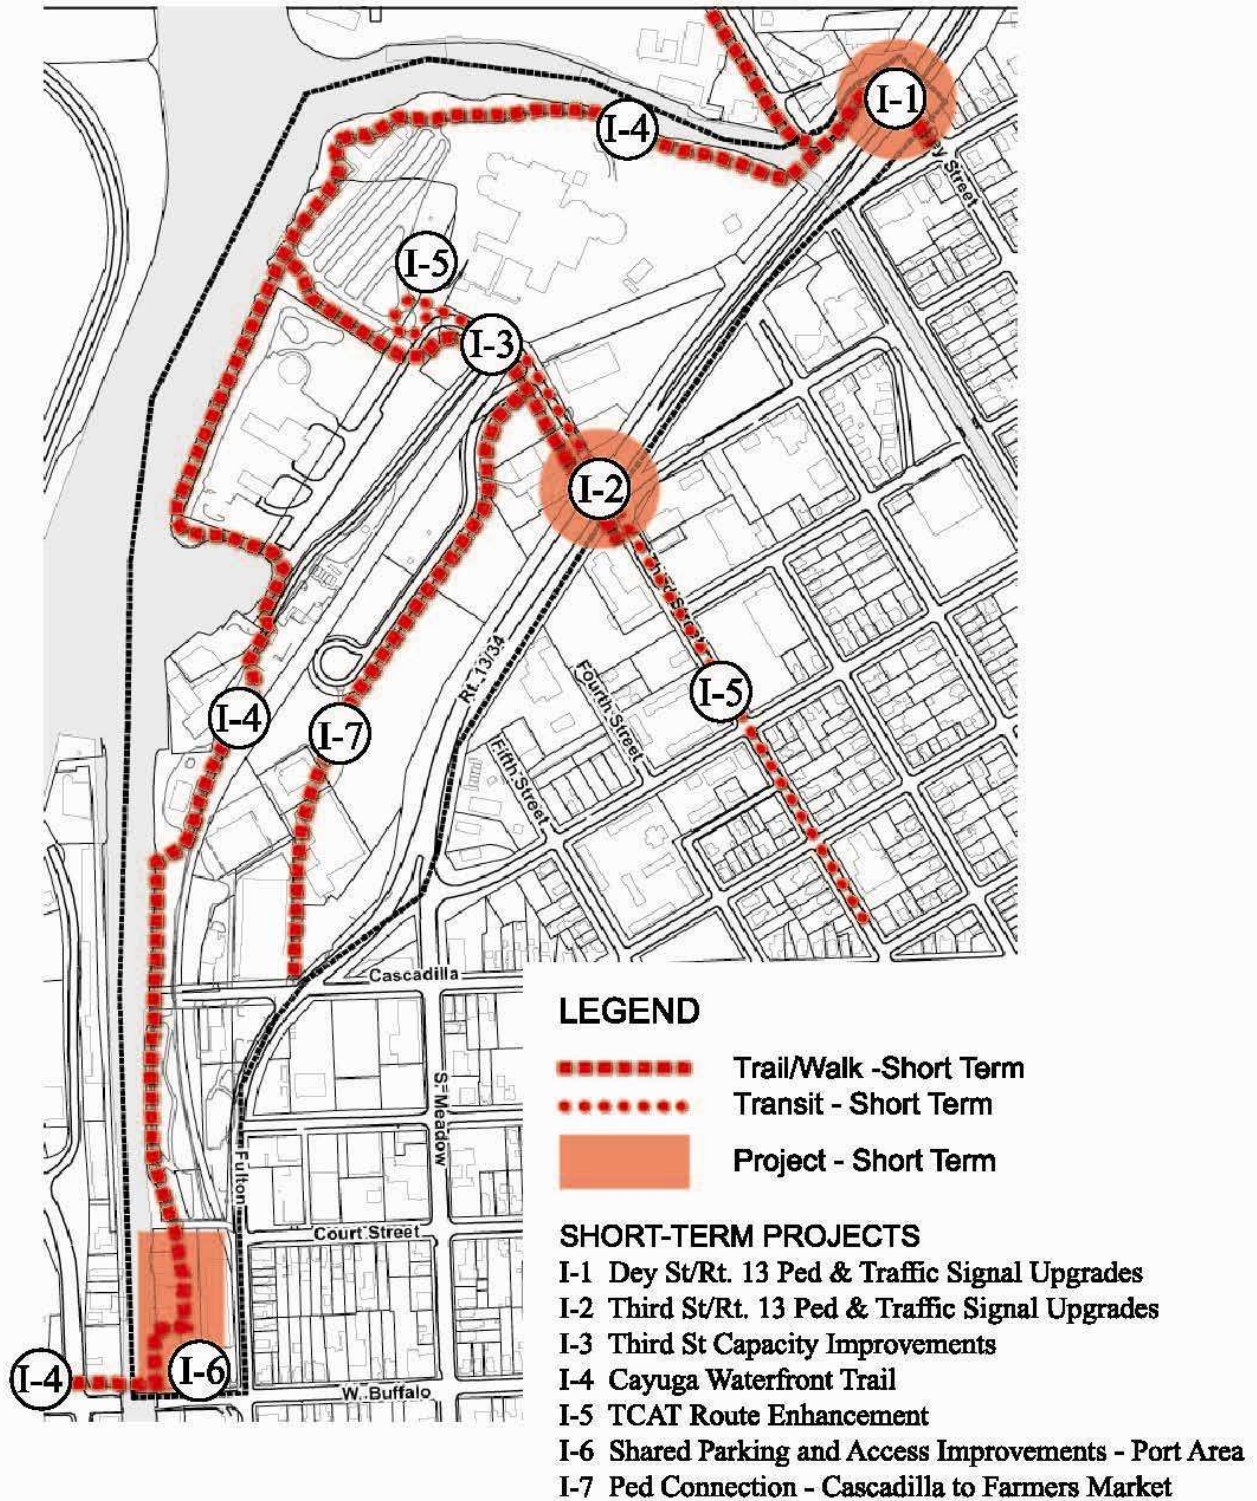 I-1
I-4
Dey Street
I-5
I-3
I-2
Third Street
Rt. 13/34
Fourth Street
I-5
I-4
I-7
Fifth Street
Cascadilla
S. Meadow
Fulton
Court Street
I-4
I-6
W. Buffalo
LEGEND
Trail/Walk -Short Term
Transit - Short Term
Project - Short Term
SHORT-TERM PROJECTS
I-1 Dey St/Rt. 13 Ped & Traffic Signal Upgrades
I-2 Third St/Rt. 13 Ped & Traffic Signal Upgrades
I-3 Third St Capacity Improvements
I-4 Cayuga Waterfront Trail
I-5 TCAT Route Enhancement
I-6 Shared Parking and Access Improvements - Port Area
I-7 Ped Connection - Cascadilla to Farmers Market